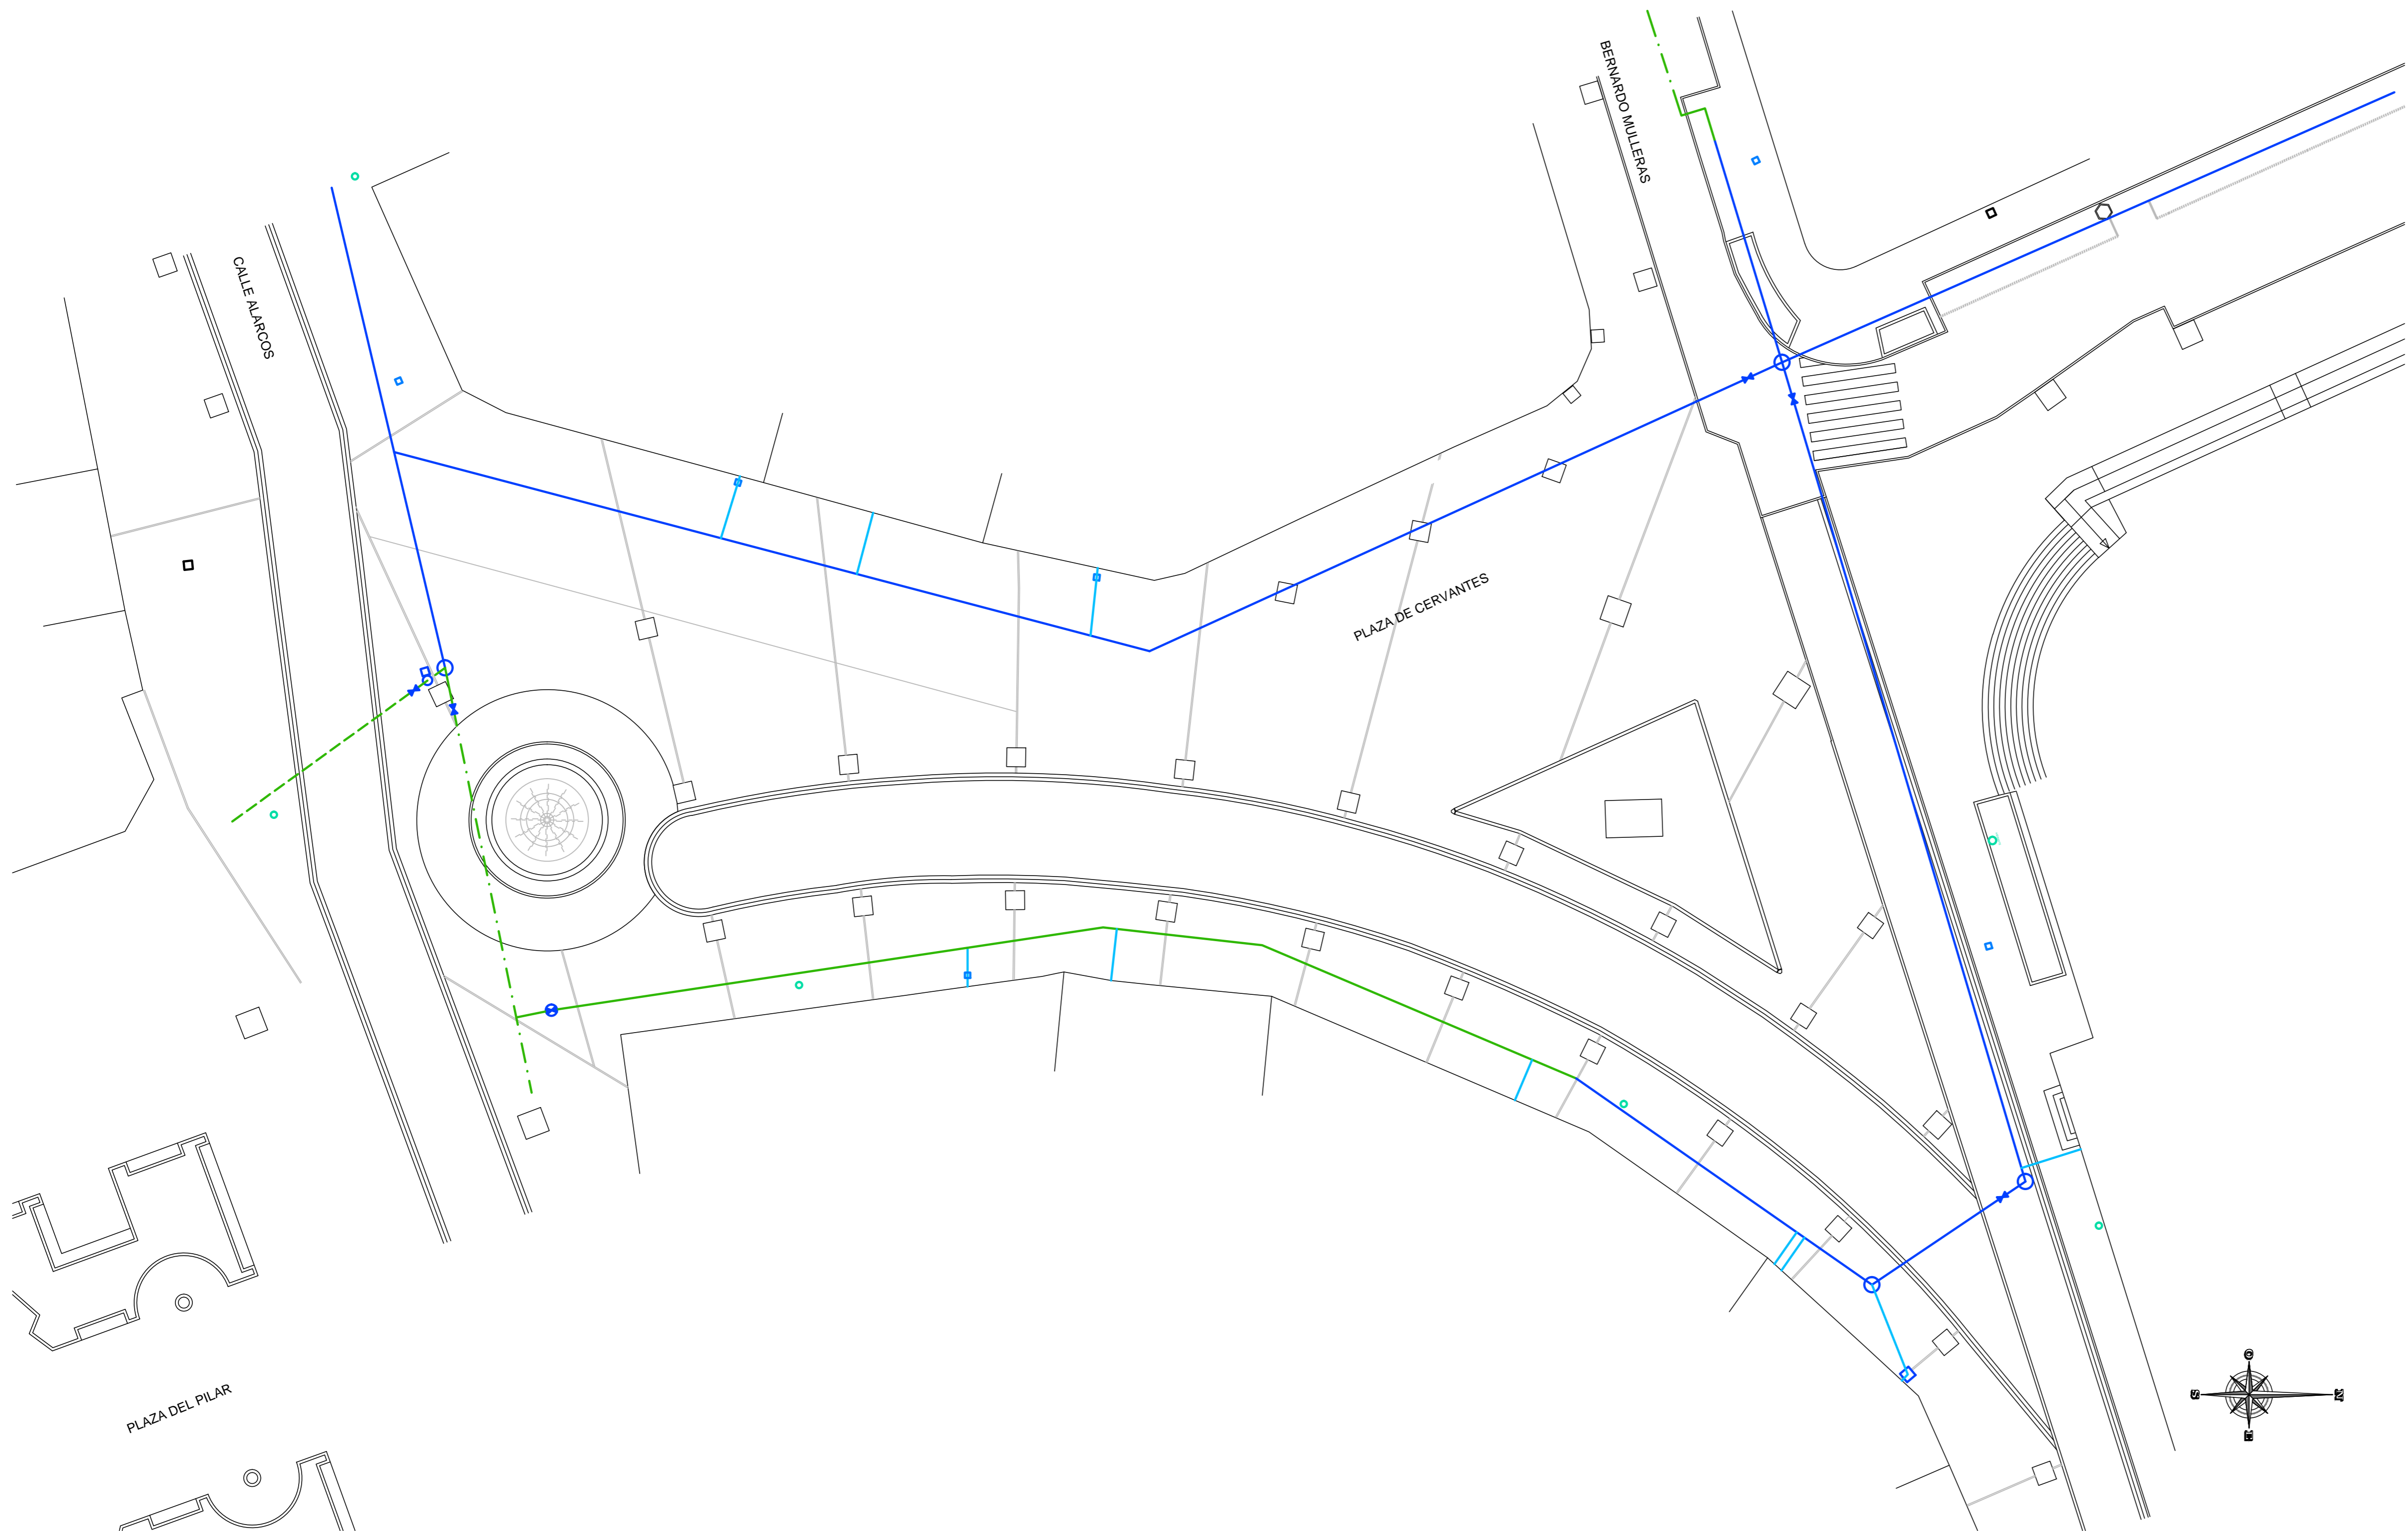 BERNARDO MULLERAS
CALLE ALARCOS
PLAZA DE CERVANTES
PLAZA DEL PILAR
O
S
N
E